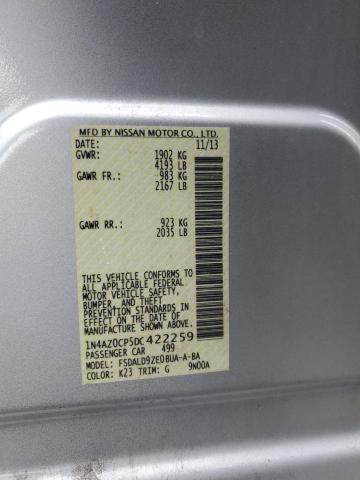 MFD BY NISSAN MOTOR CO., LTD.
DATE: 11/13
GVWR: 1902 KG
4193 LB
GAWR FR.: 983 KG
2167 LB
GAWR RR.: 923 KG
2035 LB
THIS VEHICLE CONFORMS TO
ALL APPLICABLE FEDERAL
MOTOR VEHICLE SAFETY,
BUMPER, AND THEFT
PREVENTION STANDARDS
IN EFFECT ON THE DATE OF
MANUFACTURE SHOWN ABOVE.
1N4AZ0CP5DC422259
PASSENGER CAR 499
MODEL: FSDALD9ZE0BUA-A-BA
COLOR: K23 TRIM: G 9N00A